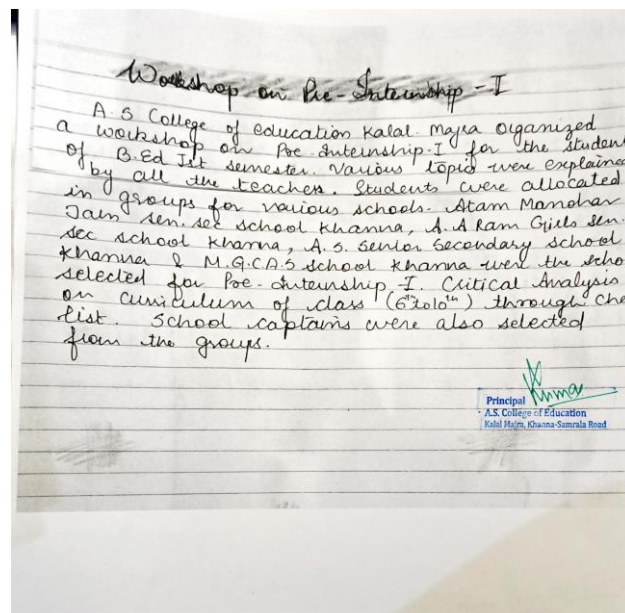 Workshop on Pre-Internship-I
A.S College of education Kalal. Majra Organized
a workshop on Pre-Internship-I for the student
of B.Ed Ist semester. Various topic were explained
by all the teachers. Students were allocated
in groups for various schools. Atam Manohar
Jain sen. sec school Khanna, A.A Ram Girls sen.
sec school Khanna, A.S. Senior Secondary school
Khanna & M.G.C.A.S school Khanna were the scho
selected for Pre-Internship-I. Critical Analysis
on curriculum of class (6th to 10th) through che
list. School captains were also selected
from the groups.
Principal
A.S. College of Education
Kalal Majra, Khanna-Samrala Road